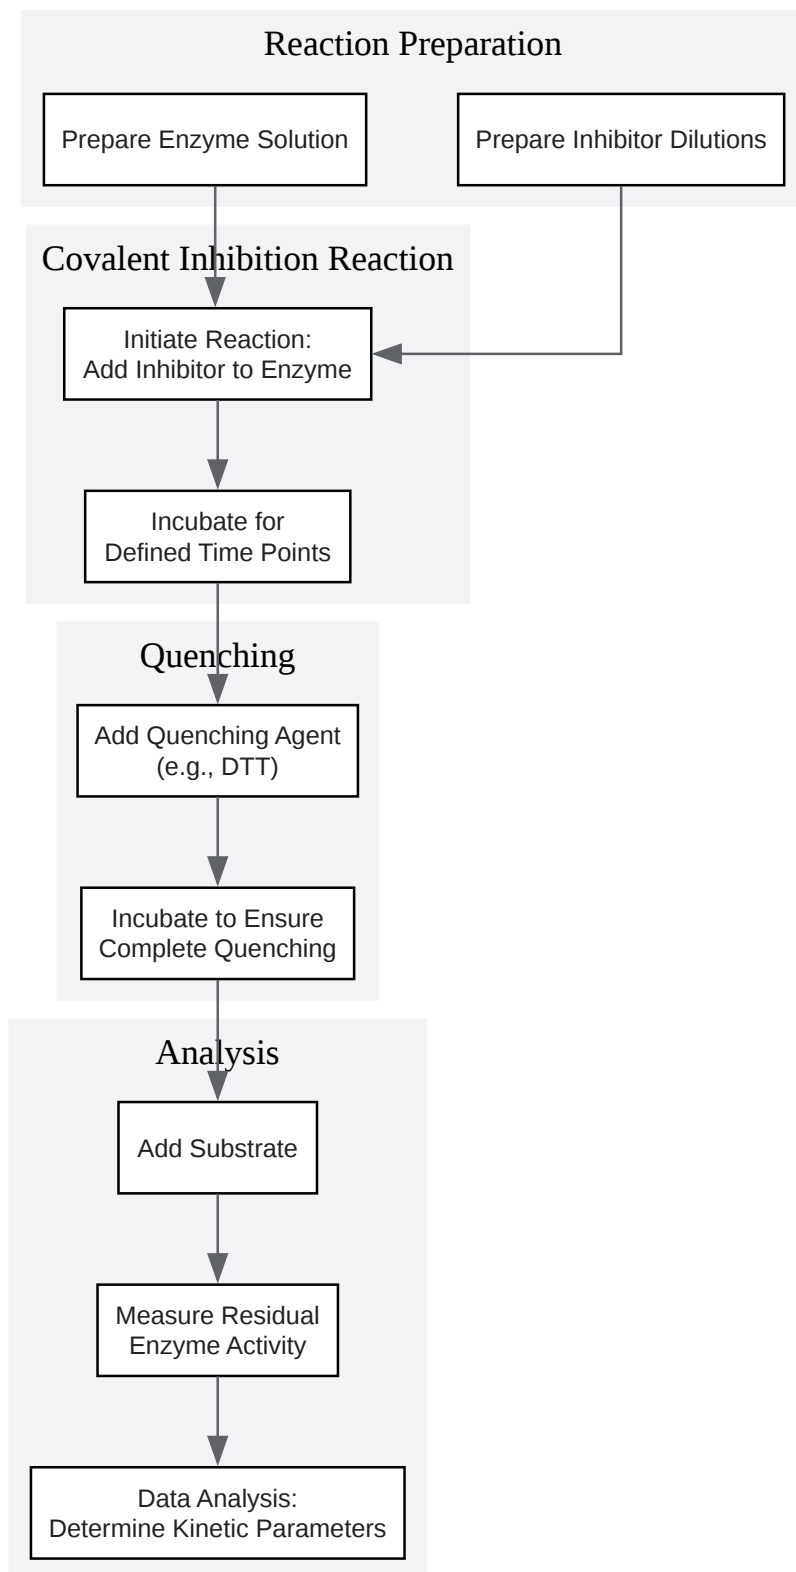 Reaction Preparation
Prepare Enzyme Solution
Prepare Inhibitor Dilutions
Covalent Inhibition Reaction
Initiate Reaction:
Add Inhibitor to Enzyme
Incubate for
Defined Time Points
Quenching
Add Quenching Agent
(e.g., DTT)
Incubate to Ensure
Complete Quenching
Analysis
Add Substrate
Measure Residual
Enzyme Activity
Data Analysis:
Determine Kinetic Parameters